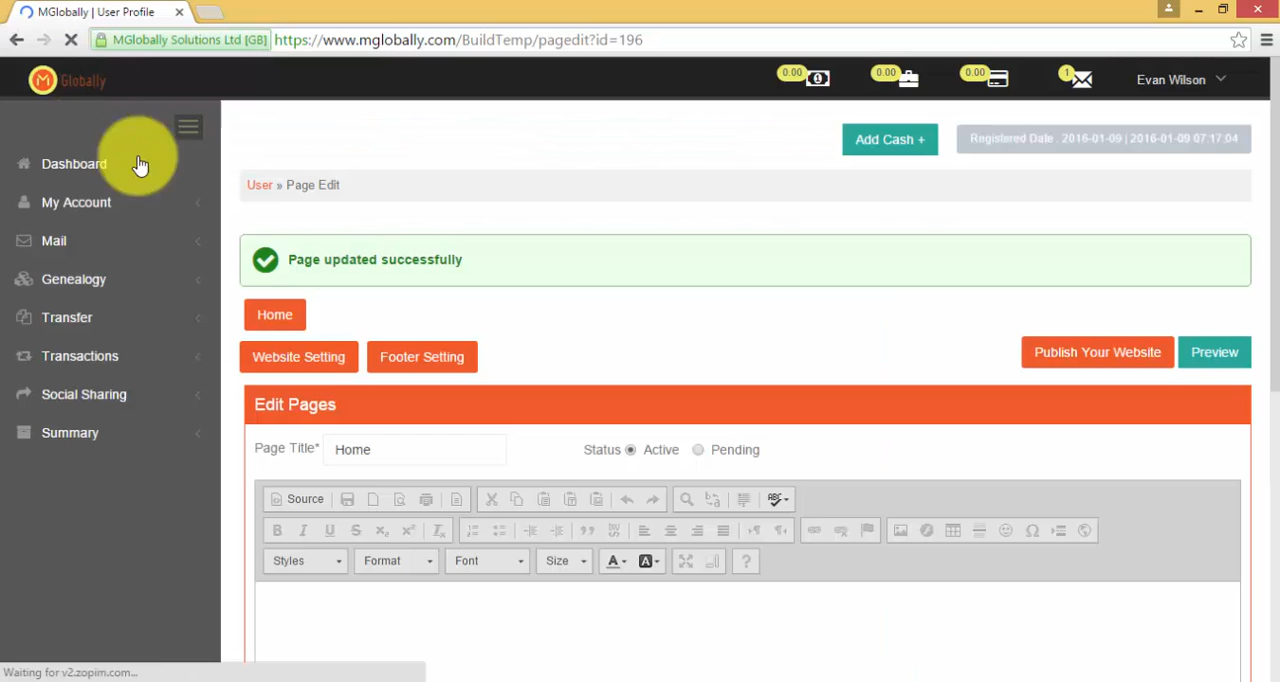 MGlobally | User Profile
MGlobally Solutions Ltd [GB] https://www.mglobally.com/BuildTemp/pagedit?id=196
M Globally 0.00 0.00 0.00 1 Evan Wilson
Add Cash + Registered Date . 2016-01-09 | 2016-01-09 07:17:04
Dashboard
User » Page Edit
My Account
Mail
Page updated successfully
Genealogy
Home
Transfer
Website Setting Footer Setting Publish Your Website Preview
Transactions
Social Sharing
Edit Pages
Summary
Page Title* Home Status Active Pending
Source ABC
B I U S x₂ x² Tx
Styles Format Font Size A A ?
Waiting for v2.zopim.com...